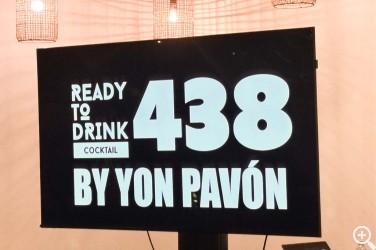 READY
TO
DRINK
COCKTAIL
438
BY YON PAVÓN